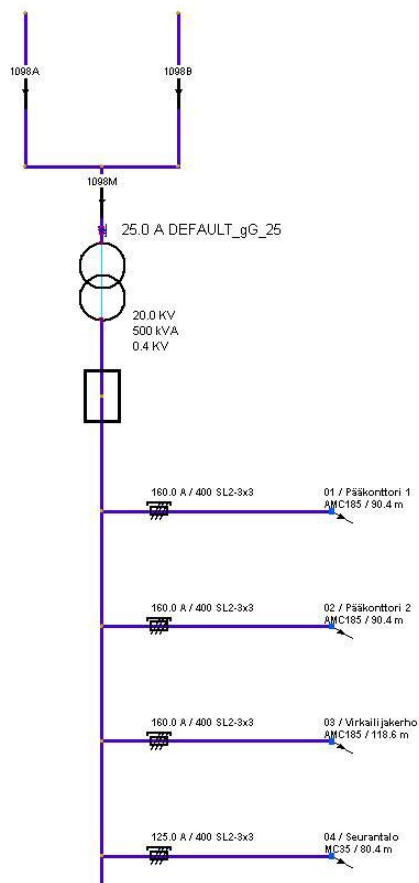 1098A
1098B
1098M
25.0 A DEFAULT_gG_25
20.0 KV
500 kVA
0.4 KV
160.0 A / 400 SL2-3x3
01 / Pääkonttori 1
AMC185 / 90.4 m
160.0 A / 400 SL2-3x3
02 / Pääkonttori 2
AMC185 / 90.4 m
160.0 A / 400 SL2-3x3
03 / Virkailijakerho
AMC185 / 118.6 m
125.0 A / 400 SL2-3x3
04 / Seurantalo
MC35 / 80.4 m